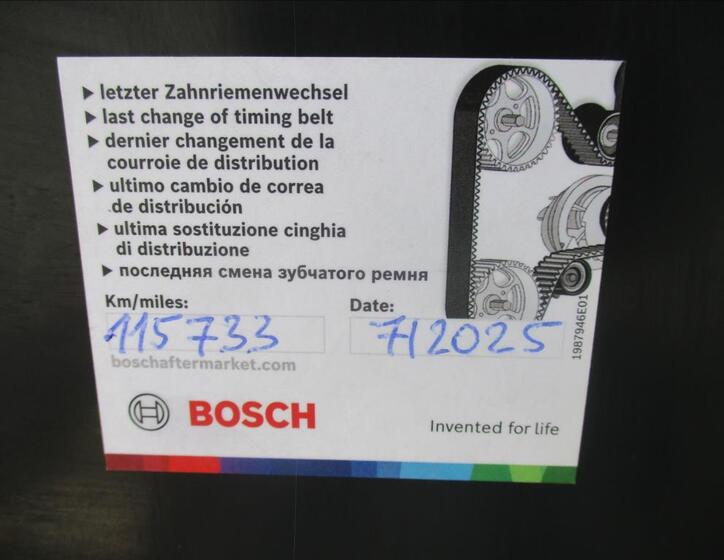 ▶ letzter Zahnriemenwechsel
▶ last change of timing belt
▶ dernier changement de la
courroie de distribution
▶ ultimo cambio de correa
de distribución
▶ ultima sostituzione cinghia
di distribuzione
▶ последняя смена зубчатого ремня
Km/miles:
115733
Date:
7/2025
boschaftermarket.com
1987946E01
BOSCH
Invented for life